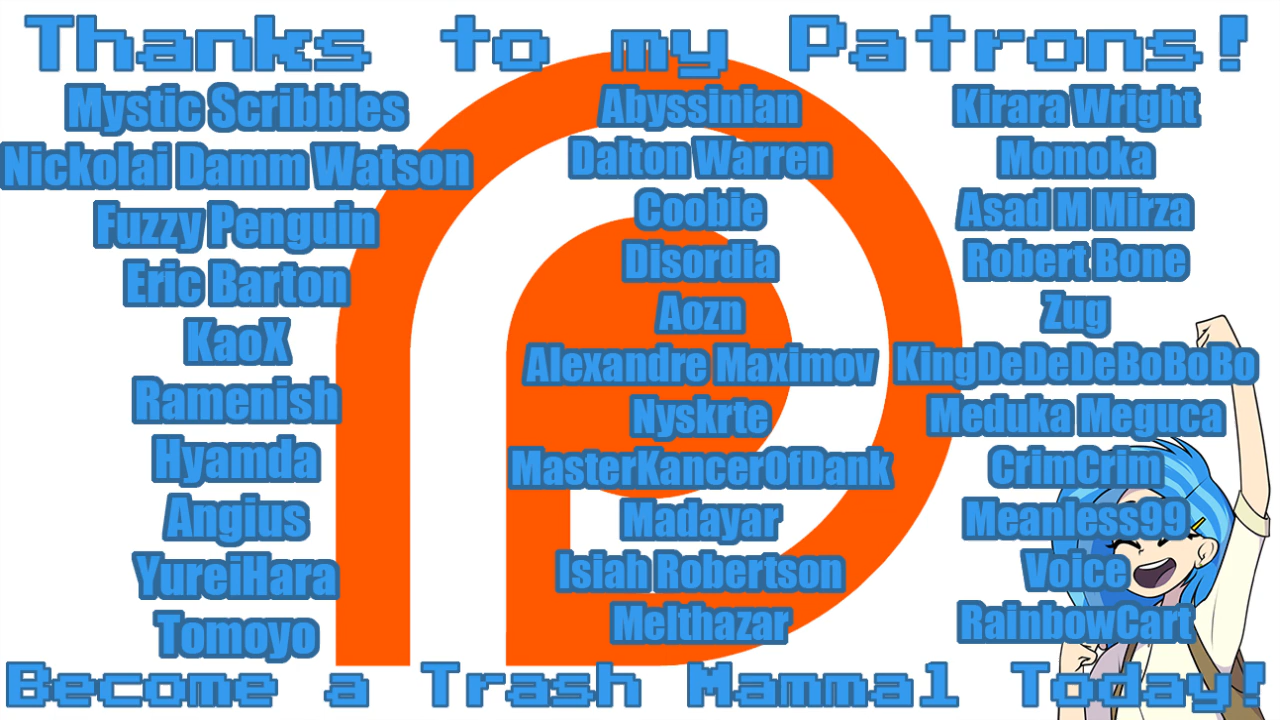 Thanks to my Patrons!
Mystic Scribbles
Nickolai Damm Watson
Fuzzy Penguin
Eric Barton
KaoX
Ramenish
Hyamda
Angius
YureiHara
Tomoyo
Abyssinian
Dalton Warren
Coobie
Disordia
Aozn
Alexandre Maximov
Nyskrte
MasterKancerOfDank
Madayar
Isiah Robertson
Melthazar
Kirara Wright
Momoka
Asad M Mirza
Robert Bone
Zug
KingDeDeDeBoBoBo
Meduka Meguca
CrimCrim
Meanless99
Voice
RainbowCart
Become a Trash Mammal Today!